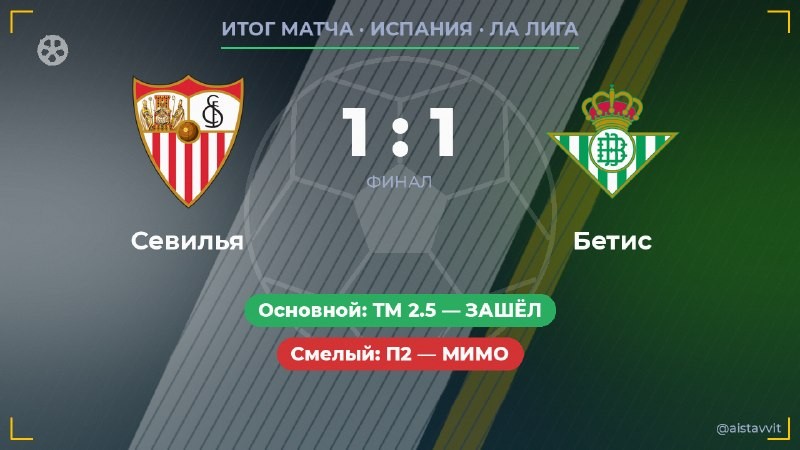 ИТОГ МАТЧА · ИСПАНИЯ · ЛА ЛИГА
1 : 1
ФИНАЛ
Севилья
Бетис
Основной: ТМ 2.5 — ЗАШЁЛ
Смелый: П2 — МИМО
@aistavvit